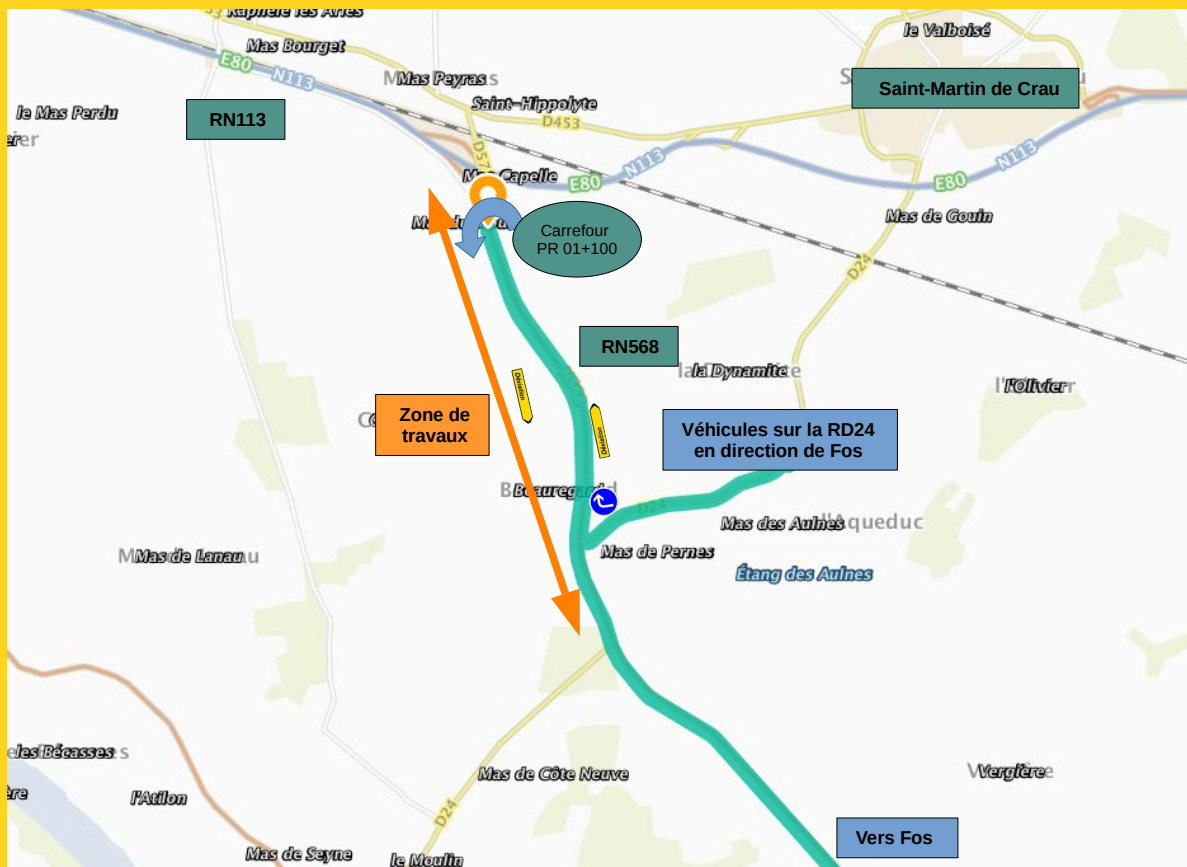 Raphèle les Arles
Mas Bourget
le Valboisé
E80
N113
Mas Peyras
Saint-Martin de Crau
le Mas Perdu
RN113
Saint-Hippolyte
D453
N113
N113
Mas Capelle
E80
E80
Mas de Gouin
Carrefour
PR 01+100
D24
RN568
la Dynamite
l'Olivier
Déviation
Déviation
Zone de
travaux
Véhicules sur la RD24
en direction de Fos
Beauregard
D24
Mas des Aulnes
l'Aqueduc
Mas de Lanau
Mas de Pernes
Étang des Aulnes
les Bécasses
Mas de Côte Neuve
Vergière
l'Atilon
D24
Vers Fos
Mas de Seyne
le Moulin